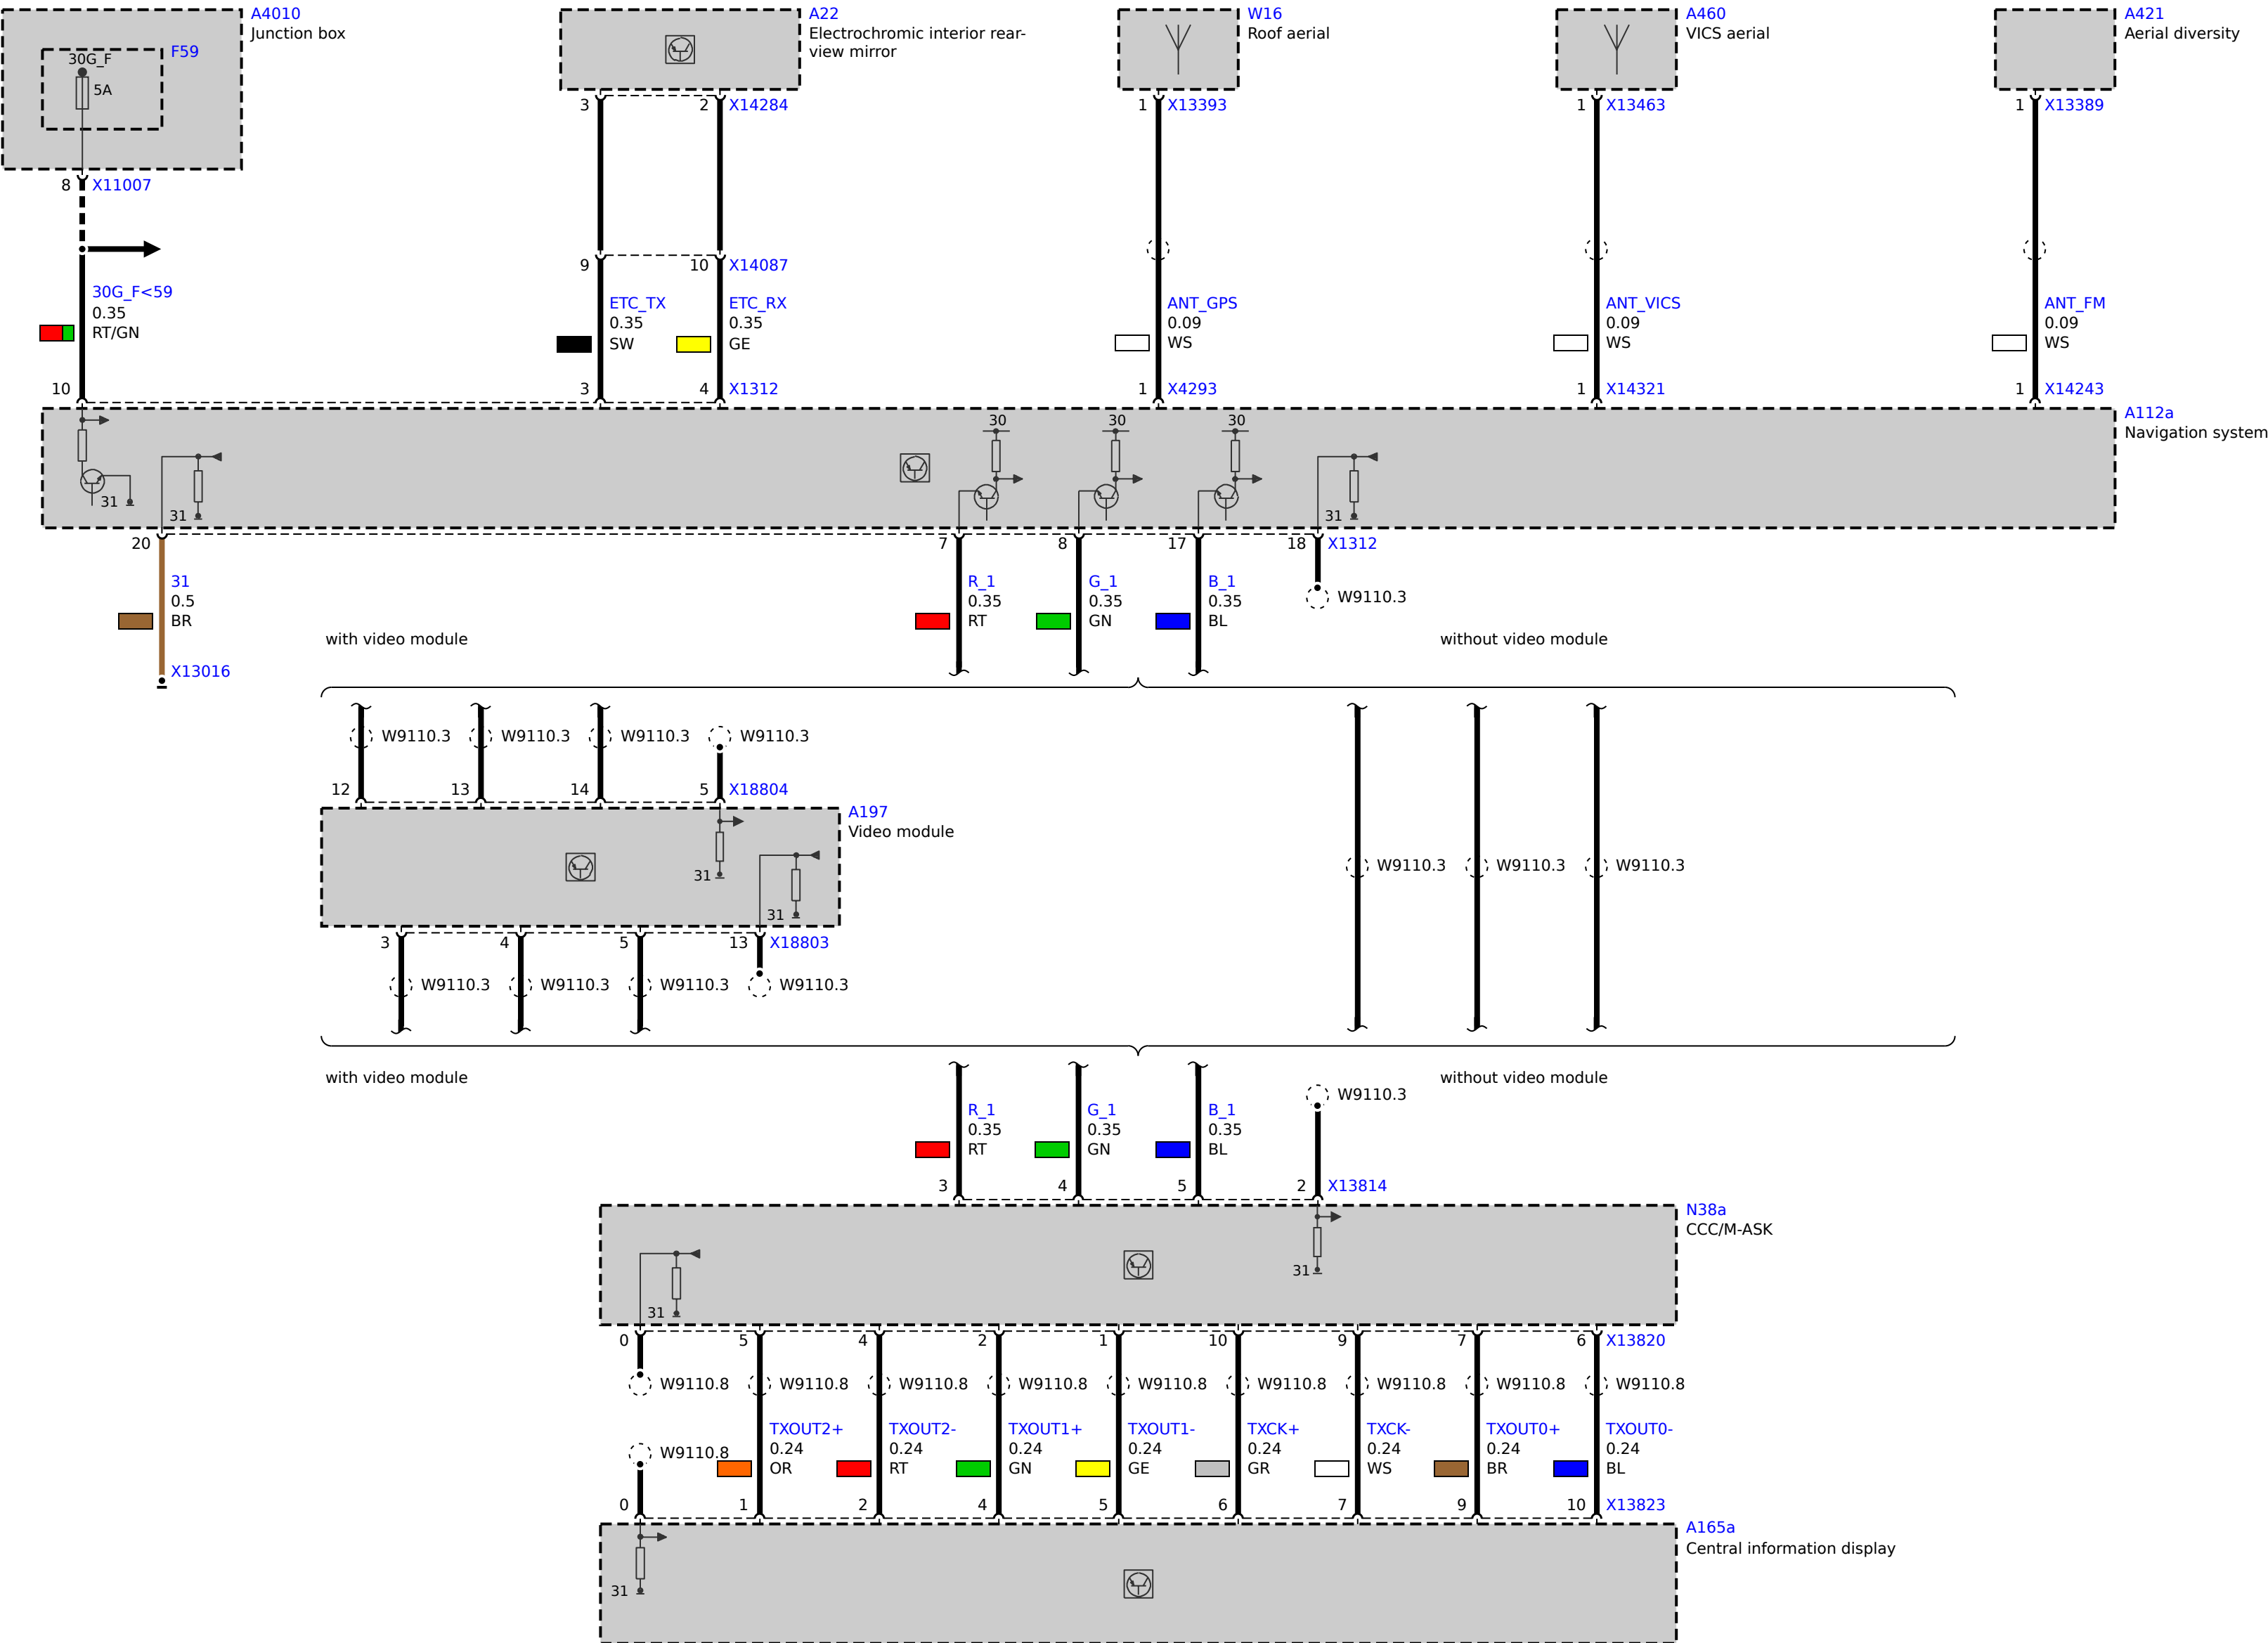 A4010
Junction box
F59
30G_F
5A
A22
Electrochromic interior rear-
view mirror
W16
Roof aerial
A460
VICS aerial
A421
Aerial diversity
3 2 X14284
1 X13393
1 X13463
1 X13389
8 X11007
9 10 X14087
30G_F<59
0.35
RT/GN
ETC_TX
0.35
SW
ETC_RX
0.35
GE
ANT_GPS
0.09
WS
ANT_VICS
0.09
WS
ANT_FM
0.09
WS
10 3 4 X1312
1 X4293
1 X14321
1 X14243
A112a
Navigation system
30 30 30
31 31 31
20 7 8 17 18 X1312
31
0.5
BR
R_1
0.35
RT
G_1
0.35
GN
B_1
0.35
BL
W9110.3
with video module
without video module
X13016
W9110.3 W9110.3 W9110.3 W9110.3
12 13 14 5 X18804
A197
Video module
31
31
W9110.3 W9110.3 W9110.3
3 4 5 13 X18803
W9110.3 W9110.3 W9110.3 W9110.3
with video module
without video module
W9110.3
R_1
0.35
RT
G_1
0.35
GN
B_1
0.35
BL
3 4 5 2 X13814
N38a
CCC/M-ASK
31
31
0 5 4 2 1 10 9 7 6 X13820
W9110.8 W9110.8 W9110.8 W9110.8 W9110.8 W9110.8 W9110.8 W9110.8 W9110.8
W9110.8
TXOUT2+
0.24
OR
TXOUT2-
0.24
RT
TXOUT1+
0.24
GN
TXOUT1-
0.24
GE
TXCK+
0.24
GR
TXCK-
0.24
WS
TXOUT0+
0.24
BR
TXOUT0-
0.24
BL
0 1 2 4 5 6 7 9 10 X13823
A165a
Central information display
31